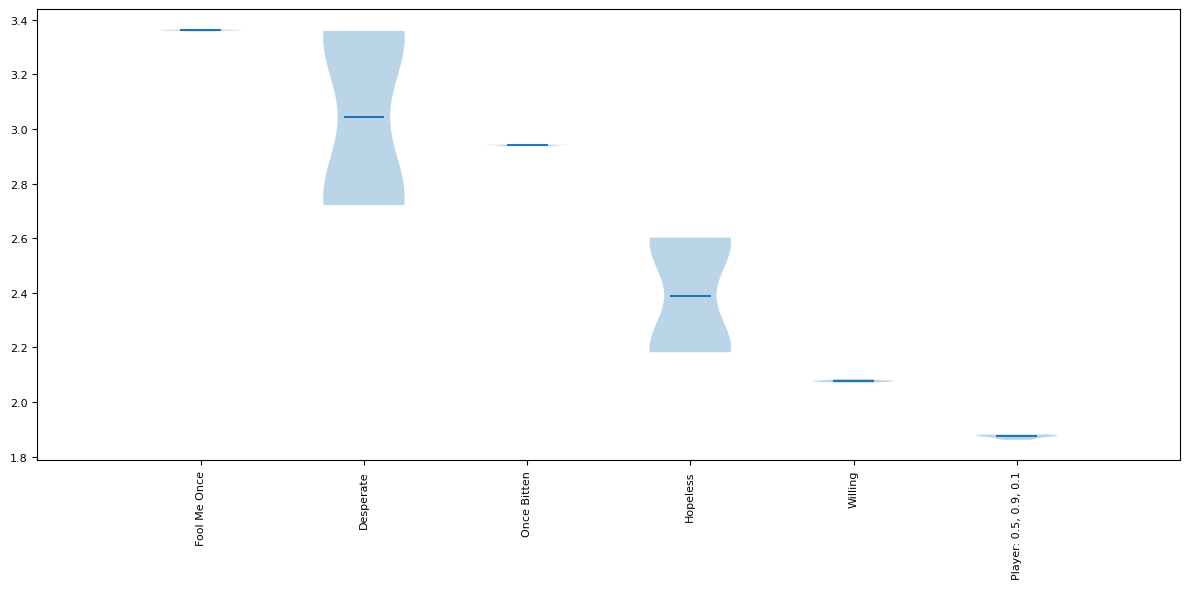 3.4
3.2
3.0
2.8
2.6
2.4
2.2
2.0
1.8
Fool Me Once
Desperate
Once Bitten
Hopeless
Willing
Player: 0.5, 0.9, 0.1